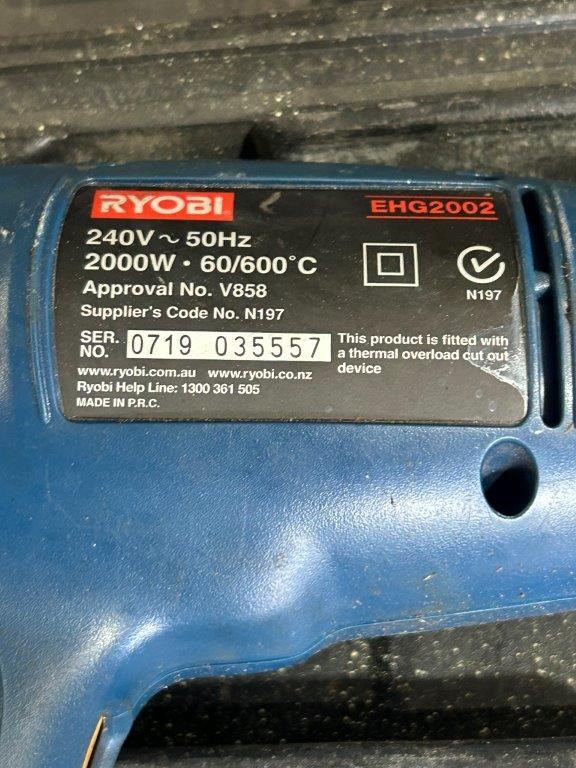 RYOBI
EHG2002
240V ~ 50Hz
2000W • 60/600°C
Approval No. V858
Supplier's Code No. N197
N197
SER. NO. 0719 035557
This product is fitted with
a thermal overload cut out
device
www.ryobi.com.au www.ryobi.co.nz
Ryobi Help Line: 1300 361 505
MADE IN P.R.C.